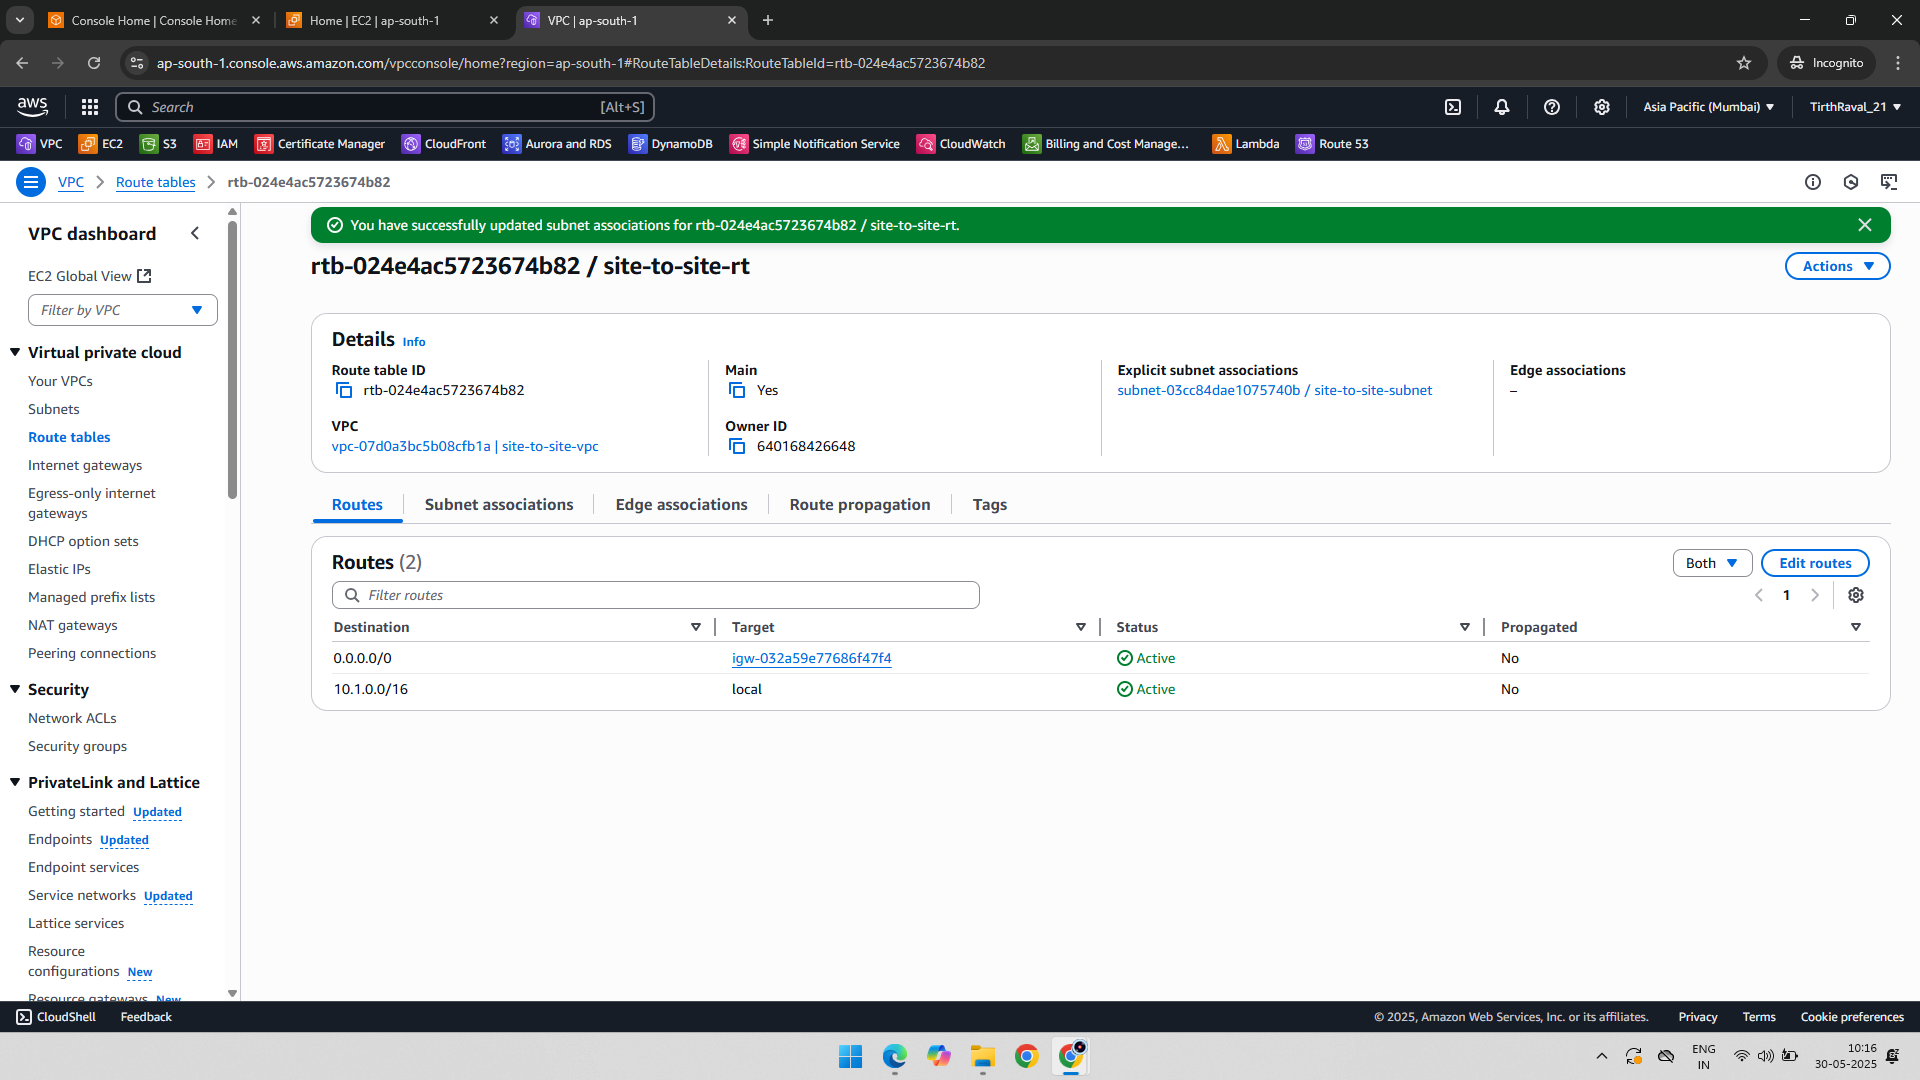 Console Home | Console Home
Home | EC2 | ap-south-1
VPC | ap-south-1
ap-south-1.console.aws.amazon.com/vpcconsole/home?region=ap-south-1#RouteTableDetails:RouteTableId=rtb-024e4ac5723674b82
Incognito
aws
Search
[Alt+S]
Asia Pacific (Mumbai)
TirthRaval_21
VPC
EC2
S3
IAM
Certificate Manager
CloudFront
Aurora and RDS
DynamoDB
Simple Notification Service
CloudWatch
Billing and Cost Manage...
Lambda
Route 53
VPC
Route tables
rtb-024e4ac5723674b82
VPC dashboard
EC2 Global View
Filter by VPC
Virtual private cloud
Your VPCs
Subnets
Route tables
Internet gateways
Egress-only internet
gateways
DHCP option sets
Elastic IPs
Managed prefix lists
NAT gateways
Peering connections
Security
Network ACLs
Security groups
PrivateLink and Lattice
Getting started Updated
Endpoints Updated
Endpoint services
Service networks Updated
Lattice services
Resource
configurations New
Resource gateways New
You have successfully updated subnet associations for rtb-024e4ac5723674b82 / site-to-site-rt.
rtb-024e4ac5723674b82 / site-to-site-rt
Actions
Details Info
Route table ID
rtb-024e4ac5723674b82
Main
Yes
Explicit subnet associations
subnet-03cc84dae1075740b / site-to-site-subnet
Edge associations
–
VPC
vpc-07d0a3bc5b08cfb1a | site-to-site-vpc
Owner ID
640168426648
Routes
Subnet associations
Edge associations
Route propagation
Tags
Routes (2)
Both
Edit routes
Filter routes
1
Destination Target Status Propagated
0.0.0.0/0 igw-032a59e77686f47f4 Active No
10.1.0.0/16 local Active No
CloudShell
Feedback
© 2025, Amazon Web Services, Inc. or its affiliates.
Privacy
Terms
Cookie preferences
ENG
IN
10:16
30-05-2025